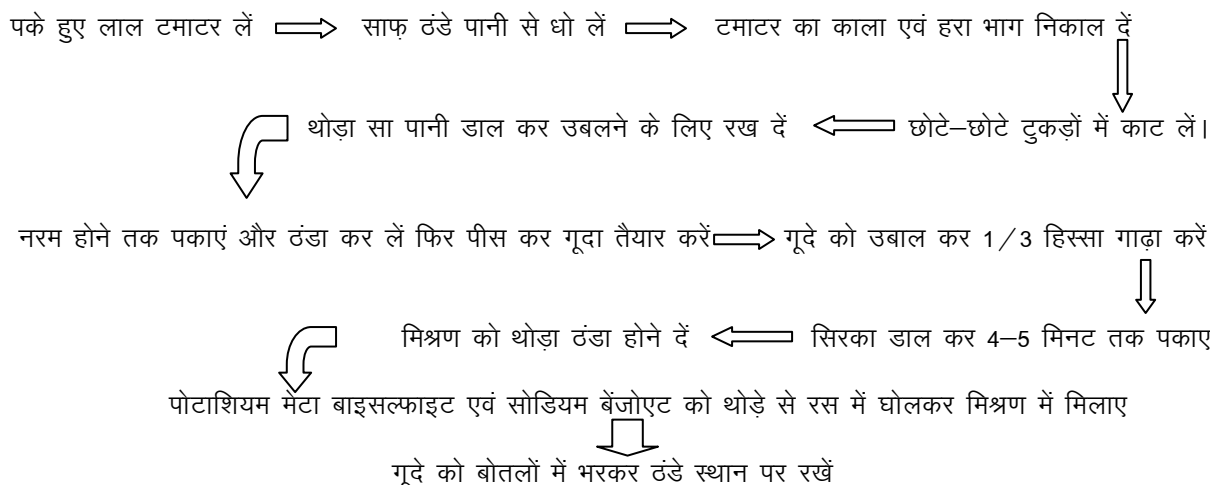 पके हुए लाल टमाटर लें साफ़ ठंडे पानी से धो लें टमाटर का काला एवं हरा भाग निकाल दें
थोड़ा सा पानी डाल कर उबलने के लिए रख दें छोटे–छोटे टुकड़ों में काट लें।
नरम होने तक पकाएं और ठंडा कर लें फिर पीस कर गूदा तैयार करें गूदे को उबाल कर 1/3 हिस्सा गाढ़ा करें
मिश्रण को थोड़ा ठंडा होने दें सिरका डाल कर 4–5 मिनट तक पकाए
पोटाशियम मेटा बाइसल्फाइट एवं सोडियम बेंजोएट को थोड़े से रस में घोलकर मिश्रण में मिलाए
गूदे को बोतलों में भरकर ठंडे स्थान पर रखें